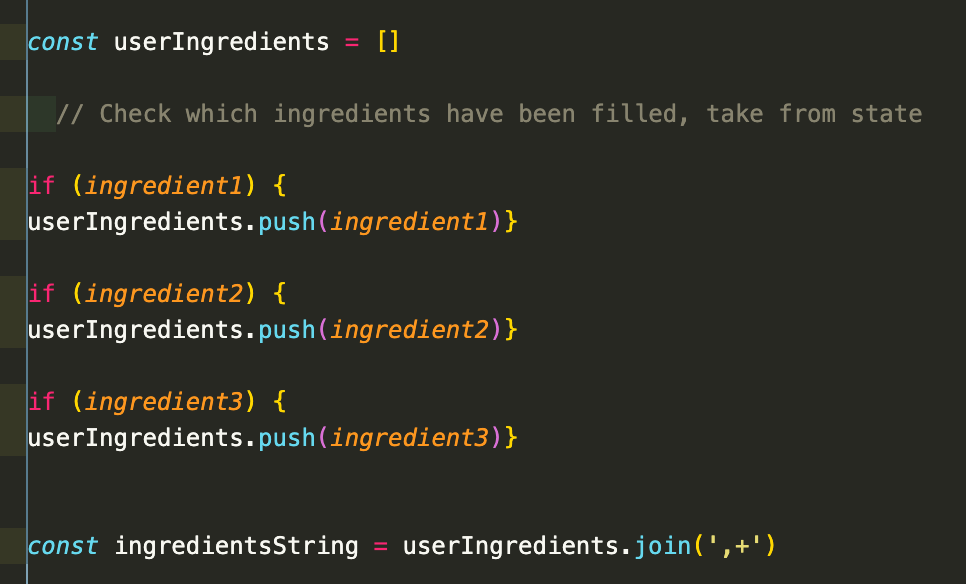 const userIngredients = []
// Check which ingredients have been filled, take from state
if (ingredient1) {
userIngredients.push(ingredient1)}
if (ingredient2) {
userIngredients.push(ingredient2)}
if (ingredient3) {
userIngredients.push(ingredient3)}
const ingredientsString = userIngredients.join(',+')